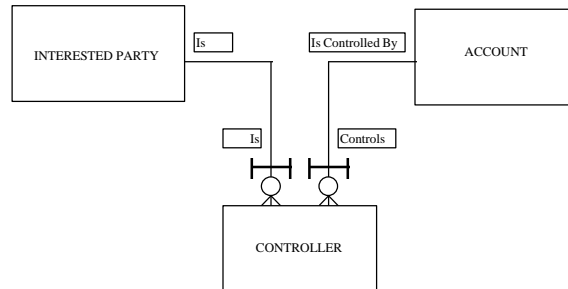 INTERESTED PARTY
Is
Is Controlled By
ACCOUNT
Is
Controls
CONTROLLER